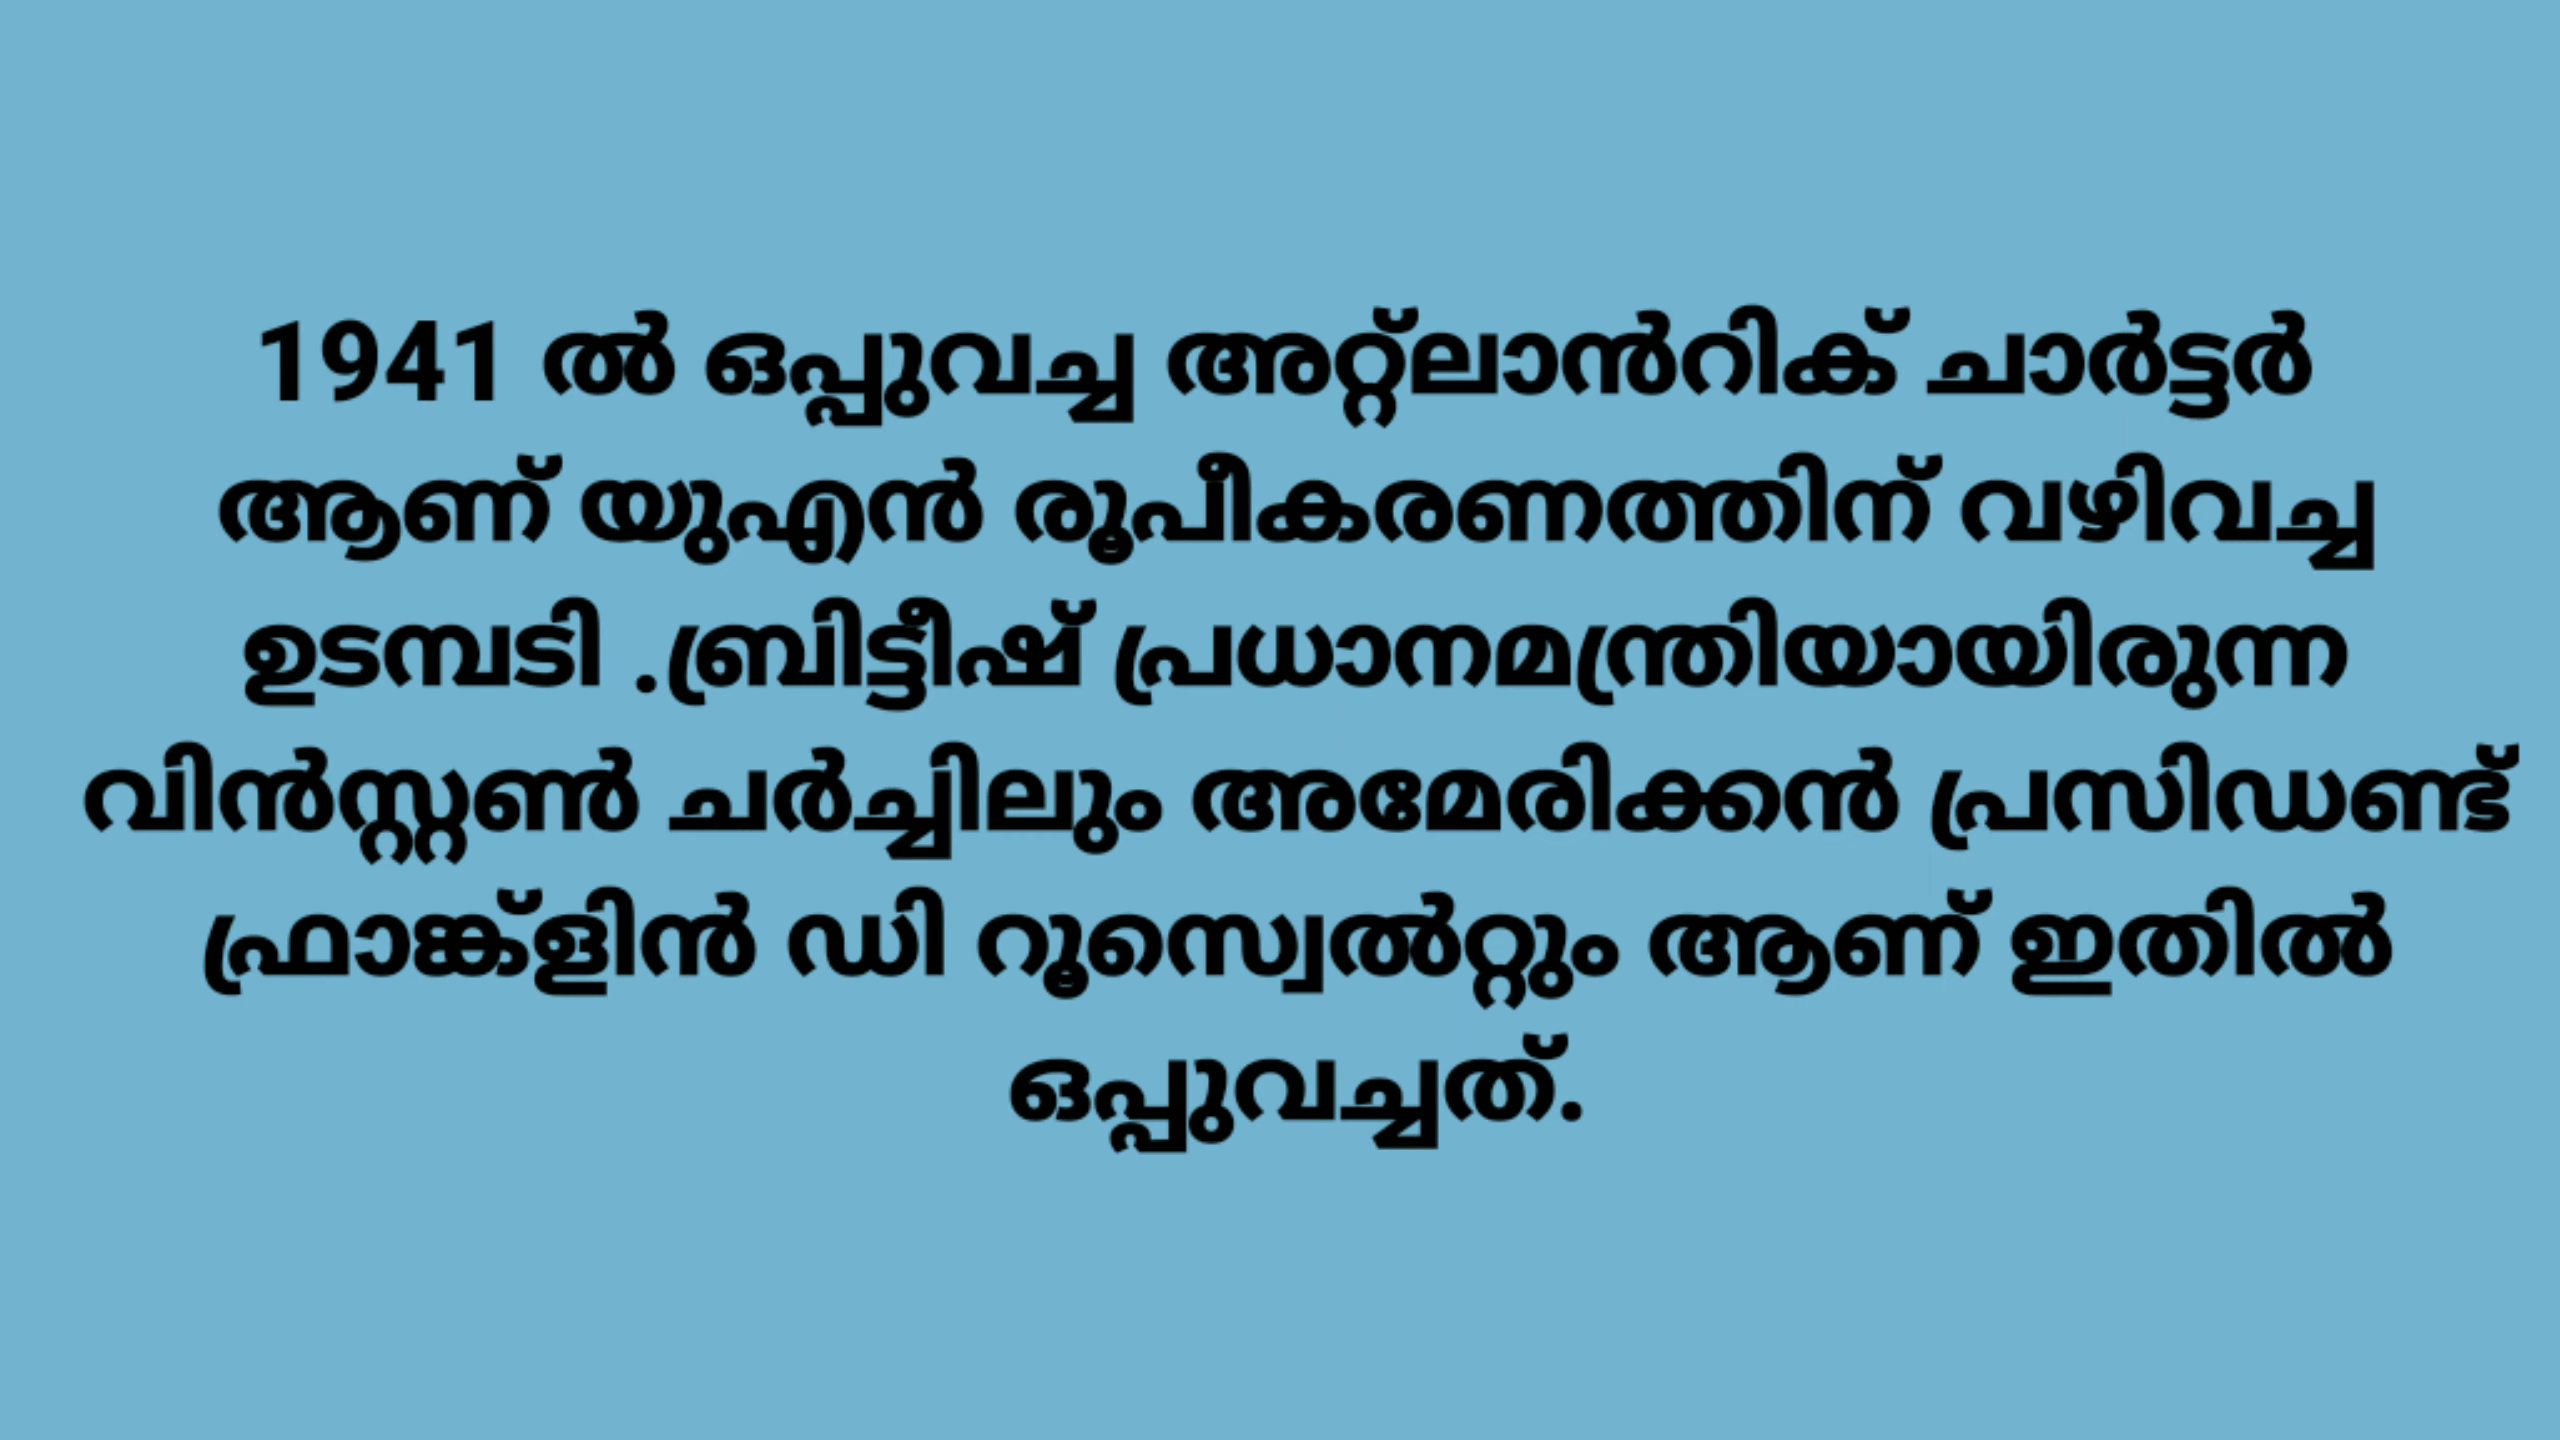 1941 ൽ ഒപ്പുവച്ച അറ്റ്ലാൻറിക് ചാർട്ടർ
ആണ് യുഎൻ രൂപീകരണത്തിന് വഴിവച്ച
ഉടമ്പടി .ബ്രിട്ടീഷ് പ്രധാനമന്ത്രിയായിരുന്ന
വിൻസ്റ്റൺ ചർച്ചിലും അമേരിക്കൻ പ്രസിഡണ്ട്
ഫ്രാങ്ക്ളിൻ ഡി റൂസ്വെൽറ്റും ആണ് ഇതിൽ
ഒപ്പുവച്ചത്.